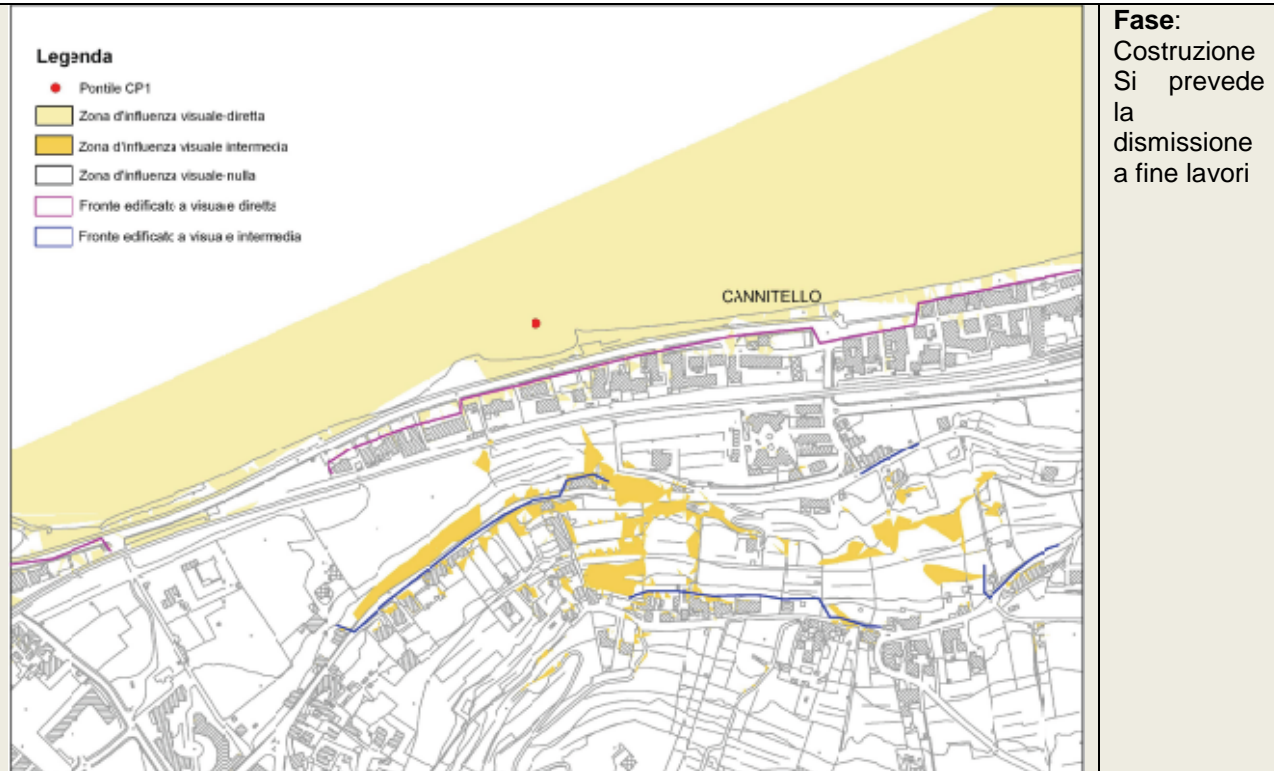 Legenda
Pontile CP1
Zona d'influenza visuale diretta
Zona d'influenza visuale intermedia
Zona d'influenza visuale nulla
Fronte edificato a visuale diretta
Fronte edificato a visuale intermedia
CANNITELLO
Fase:
Costruzione
Si prevede
la
dismissione
a fine lavori